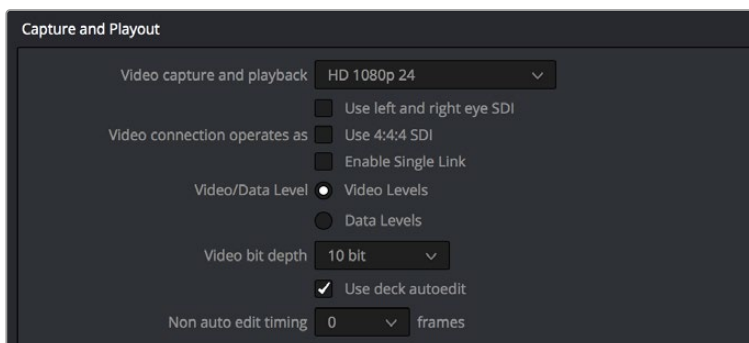 Capture and Playout
Video capture and playback HD 1080p 24
Use left and right eye SDI
Video connection operates as Use 4:4:4 SDI
Enable Single Link
Video/Data Level Video Levels
Data Levels
Video bit depth 10 bit
Use deck autoedit
Non auto edit timing 0 frames